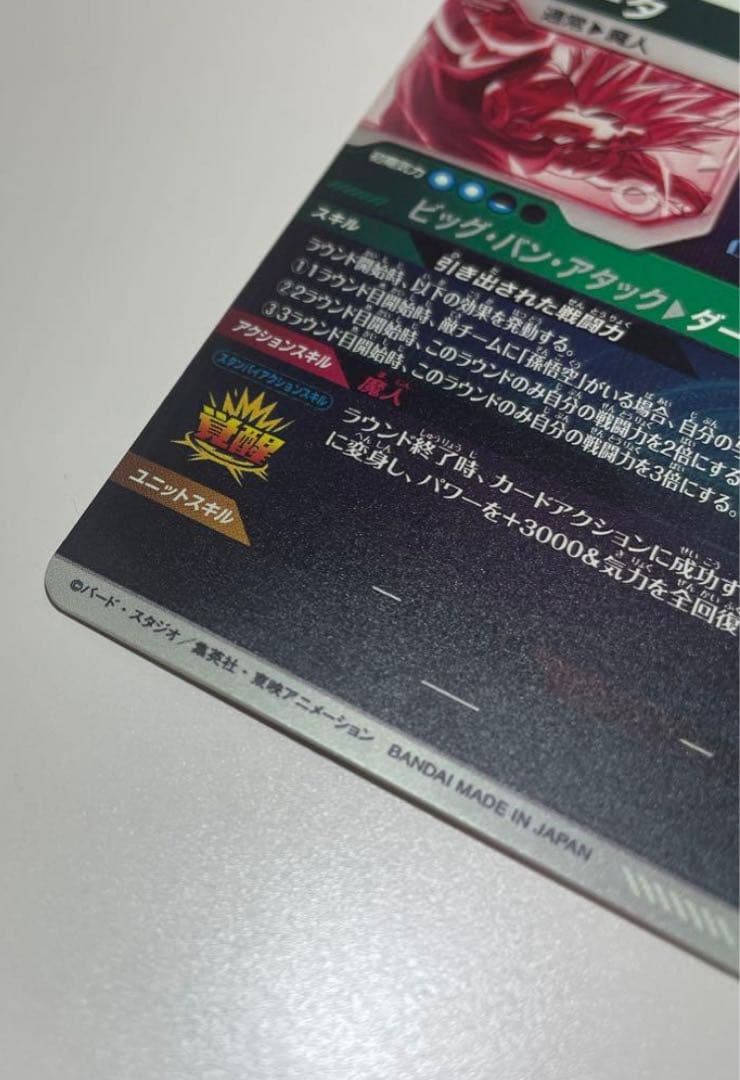 ータ
通常▶魔人
初期気力
ビッグ・バン・アタック▶ダー
スキル
引き出された戦闘力
ラウンド開始時、以下の効果を発動する。
①1ラウンド目開始時、敵チームに「孫悟空」がいる場合、自分の
②2ラウンド目開始時、このラウンドのみ自分の戦闘力を2倍にする
③3ラウンド目開始時、このラウンドのみ自分の戦闘力を3倍にする。
アクションスキル
魔人
スタンバイアクションスキル
覚醒
ラウンド終了時、カードアクションに成功す
に変身し、パワーを+3000&気力を全回復
ユニットスキル
©バード・スタジオ／集英社・東映アニメーション BANDAI MADE IN JAPAN